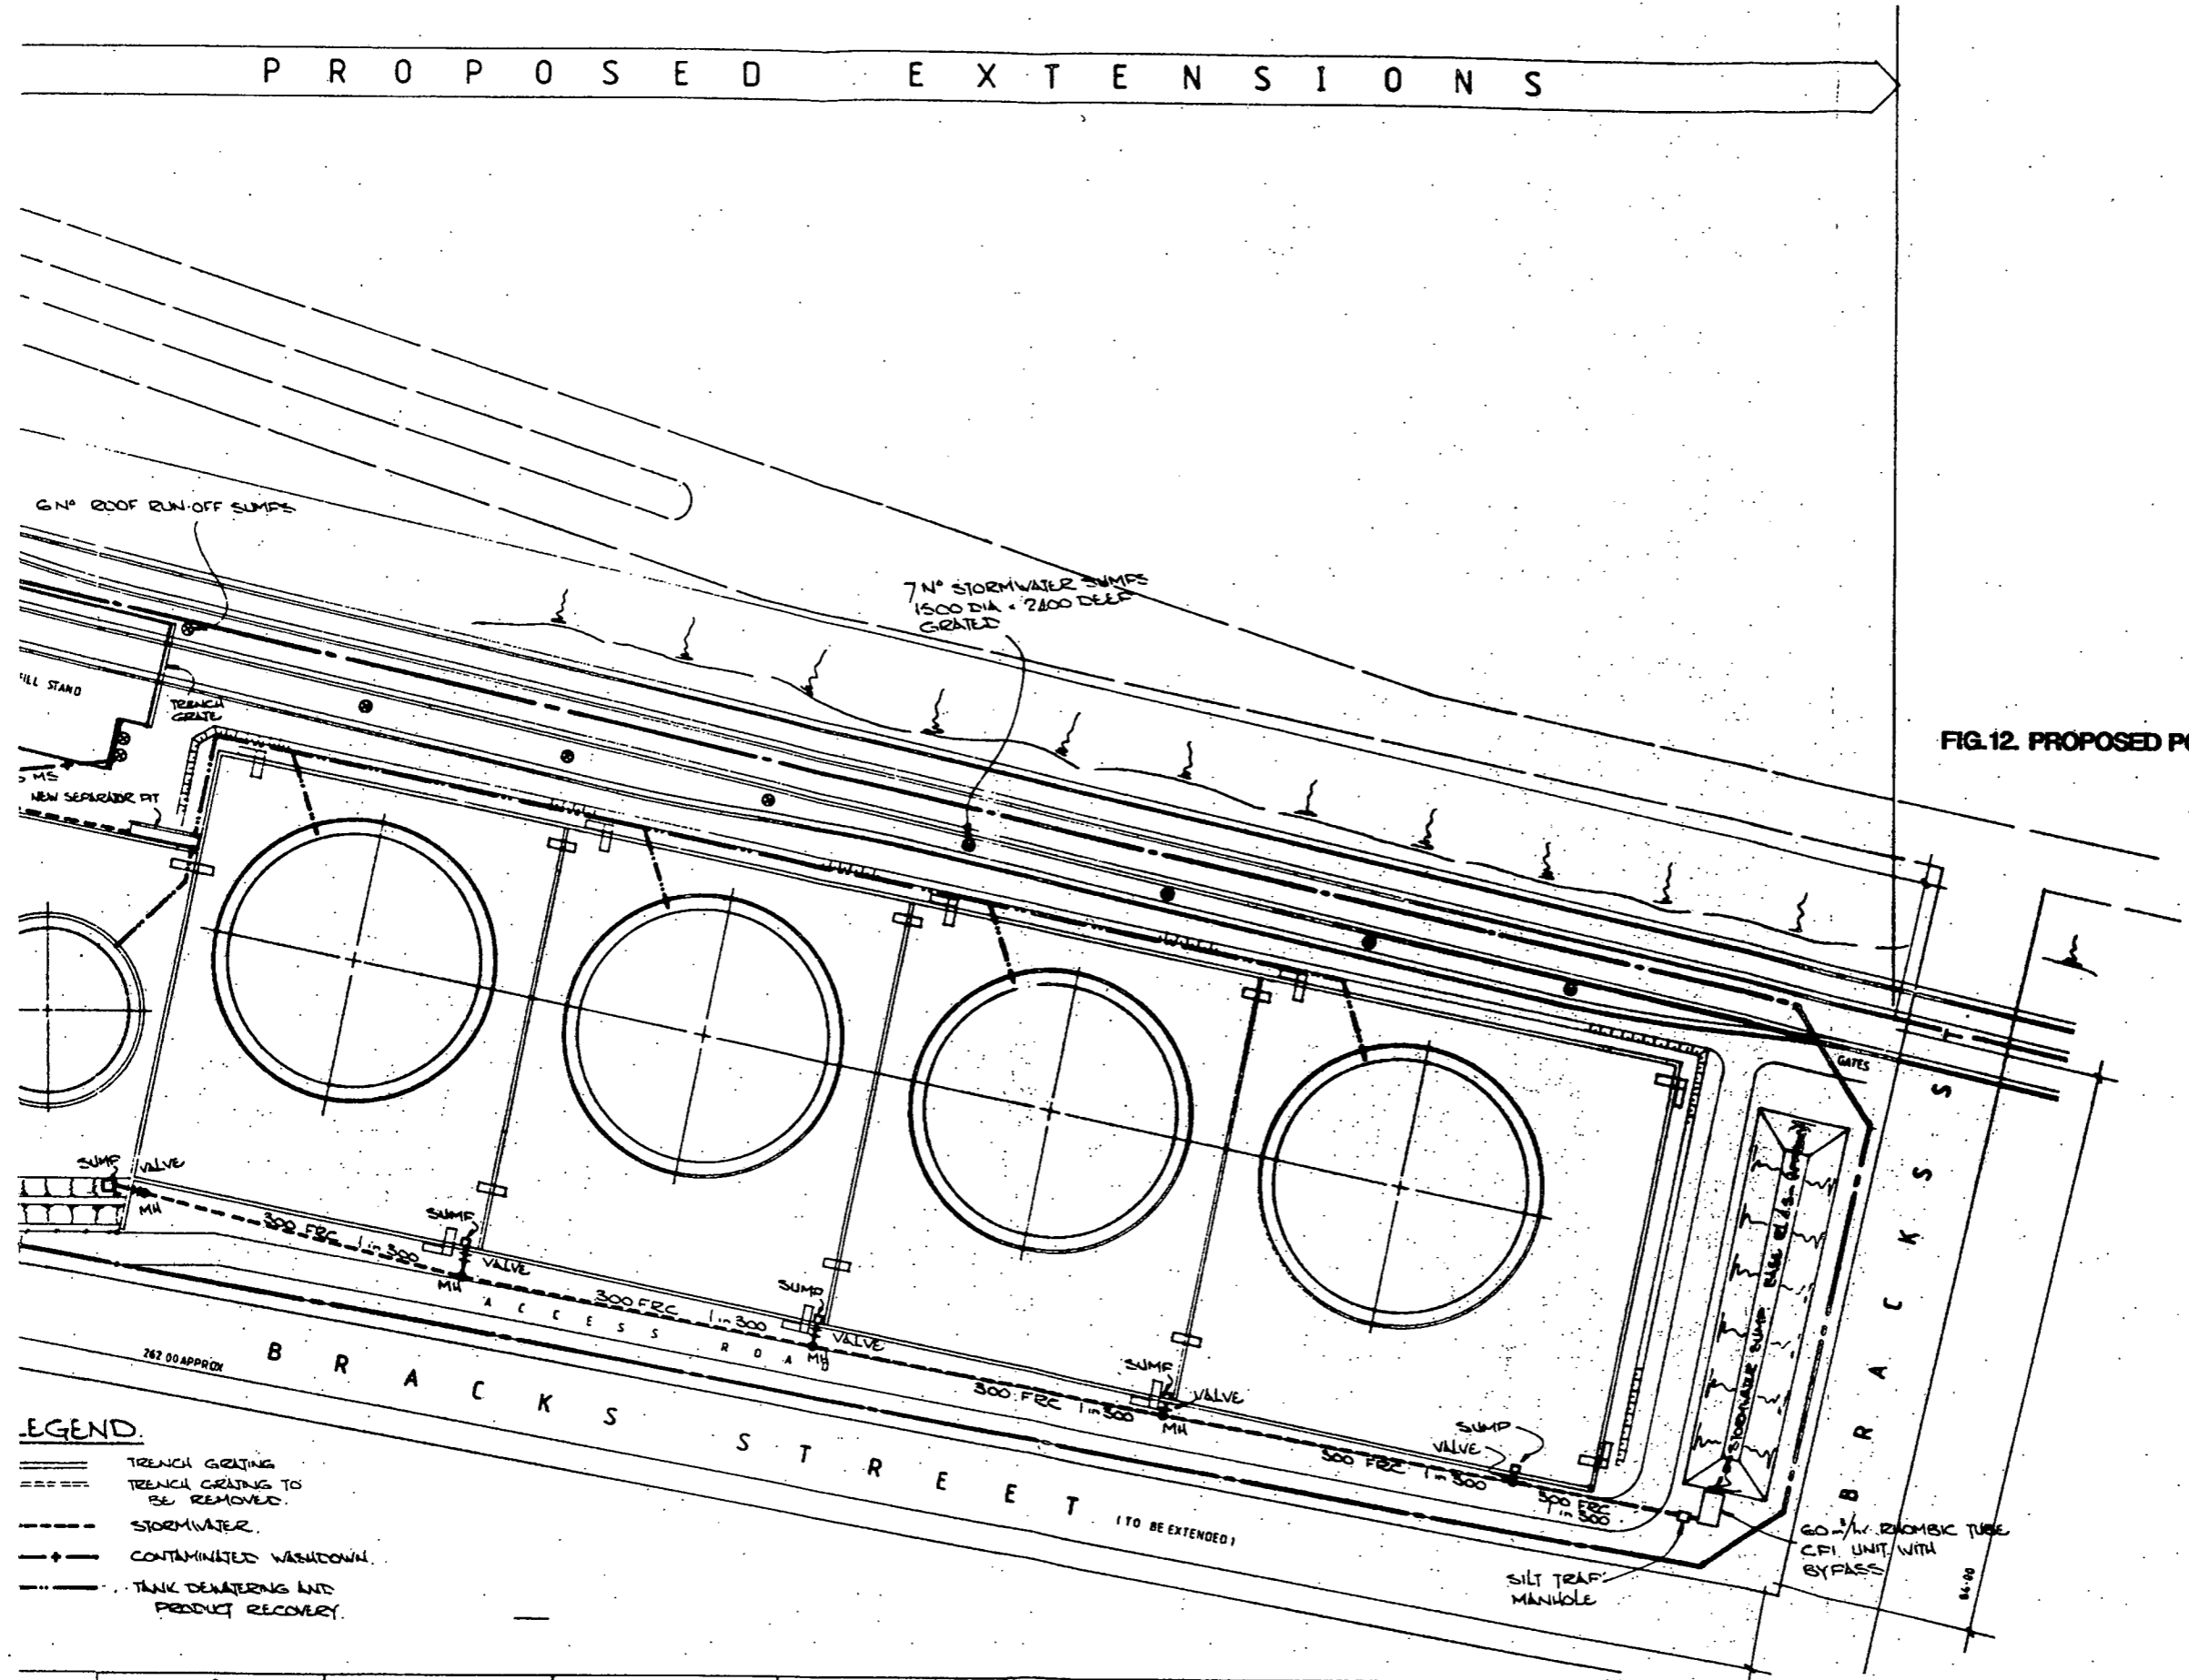 PROPOSED EXTENSIONS
6 Nº ROOF RUN-OFF SUMPS
7 Nº STORMWATER SUMPS
1500 DIA × 2400 DEEP
GRATED
FILL STAND
TRENCH
GRATE
FIG.12. PROPOSED
MS
NEW SEPARATOR PIT
GATES
BRACKS ST
SUMP
VALVE
MH
300 FRC 1 in 300
SUMP
VALVE
MH
300 FRC 1 in 300
SUMP
VALVE
MH
300 FRC 1 in 300
SUMP
VALVE
MH
300 FRC 1 in 300
SUMP
VALVE
300 FRC
1 in 300
ACCESS ROAD
262 00 APPROX
BRACKS STREET (TO BE EXTENDED)
STORMWATER SUMP
60 m³/hr RHOMBIC TUBE
CPI UNIT WITH
BYPASS
SILT TRAP
MANHOLE
LEGEND.
TRENCH GRATING
TRENCH GRATING TO
BE REMOVED.
STORMWATER.
CONTAMINATED WASHDOWN.
TANK DEWATERING AND
PRODUCT RECOVERY.